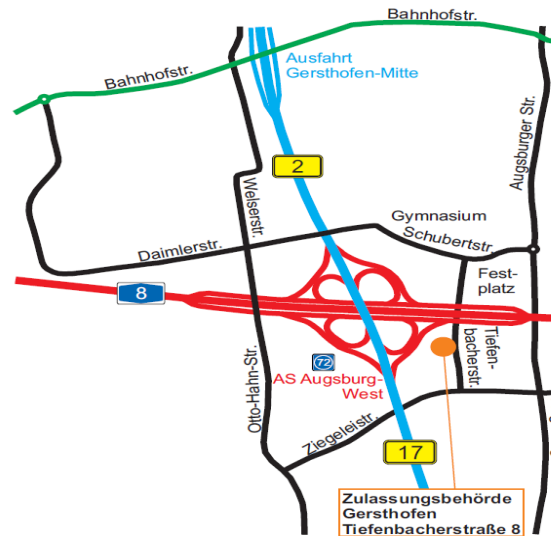 Bahnhofstr.
Ausfahrt
Gersthofen-Mitte
Bahnhofstr.
Augsburger Str.
2
Welserstr.
Gymnasium
Schubertstr.
Daimlerstr.
Fest-
platz
8
Tiefen-
bacherstr.
72
AS Augsburg-
West
Otto-Hahn-Str.
Ziegeleistr.
17
Zulassungsbehörde
Gersthofen
Tiefenbacherstraße 8